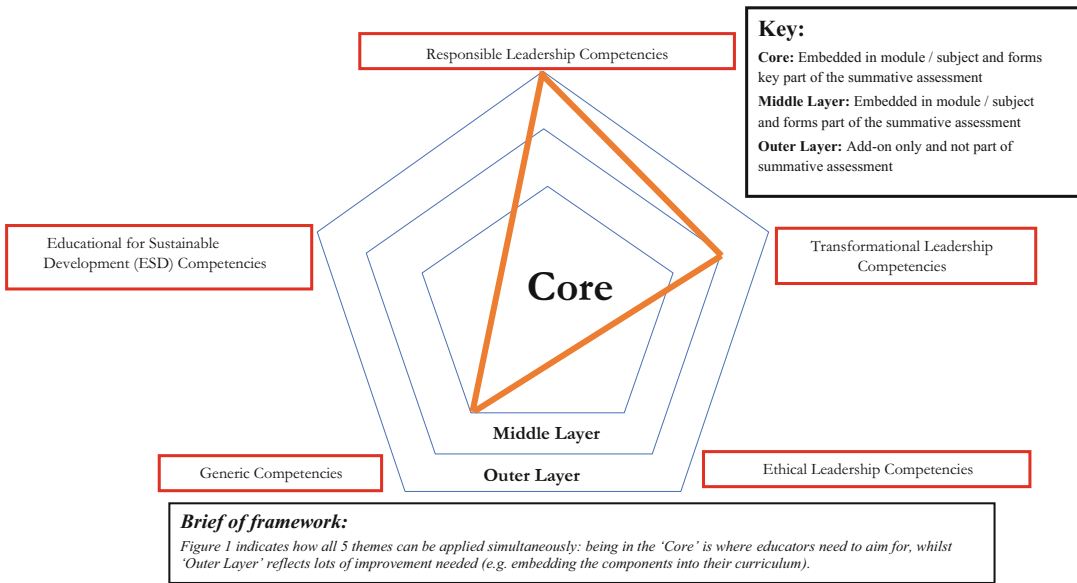 Responsible Leadership Competencies
Key:
Core: Embedded in module / subject and forms
key part of the summative assessment
Middle Layer: Embedded in module / subject
and forms part of the summative assessment
Outer Layer: Add-on only and not part of
summative assessment
Educational for Sustainable
Development (ESD) Competencies
Transformational Leadership
Competencies
Core
Middle Layer
Outer Layer
Generic Competencies
Ethical Leadership Competencies
Brief of framework:
Figure 1 indicates how all 5 themes can be applied simultaneously: being in the ‘Core’ is where educators need to aim for, whilst
‘Outer Layer’ reflects lots of improvement needed (e.g. embedding the components into their curriculum).